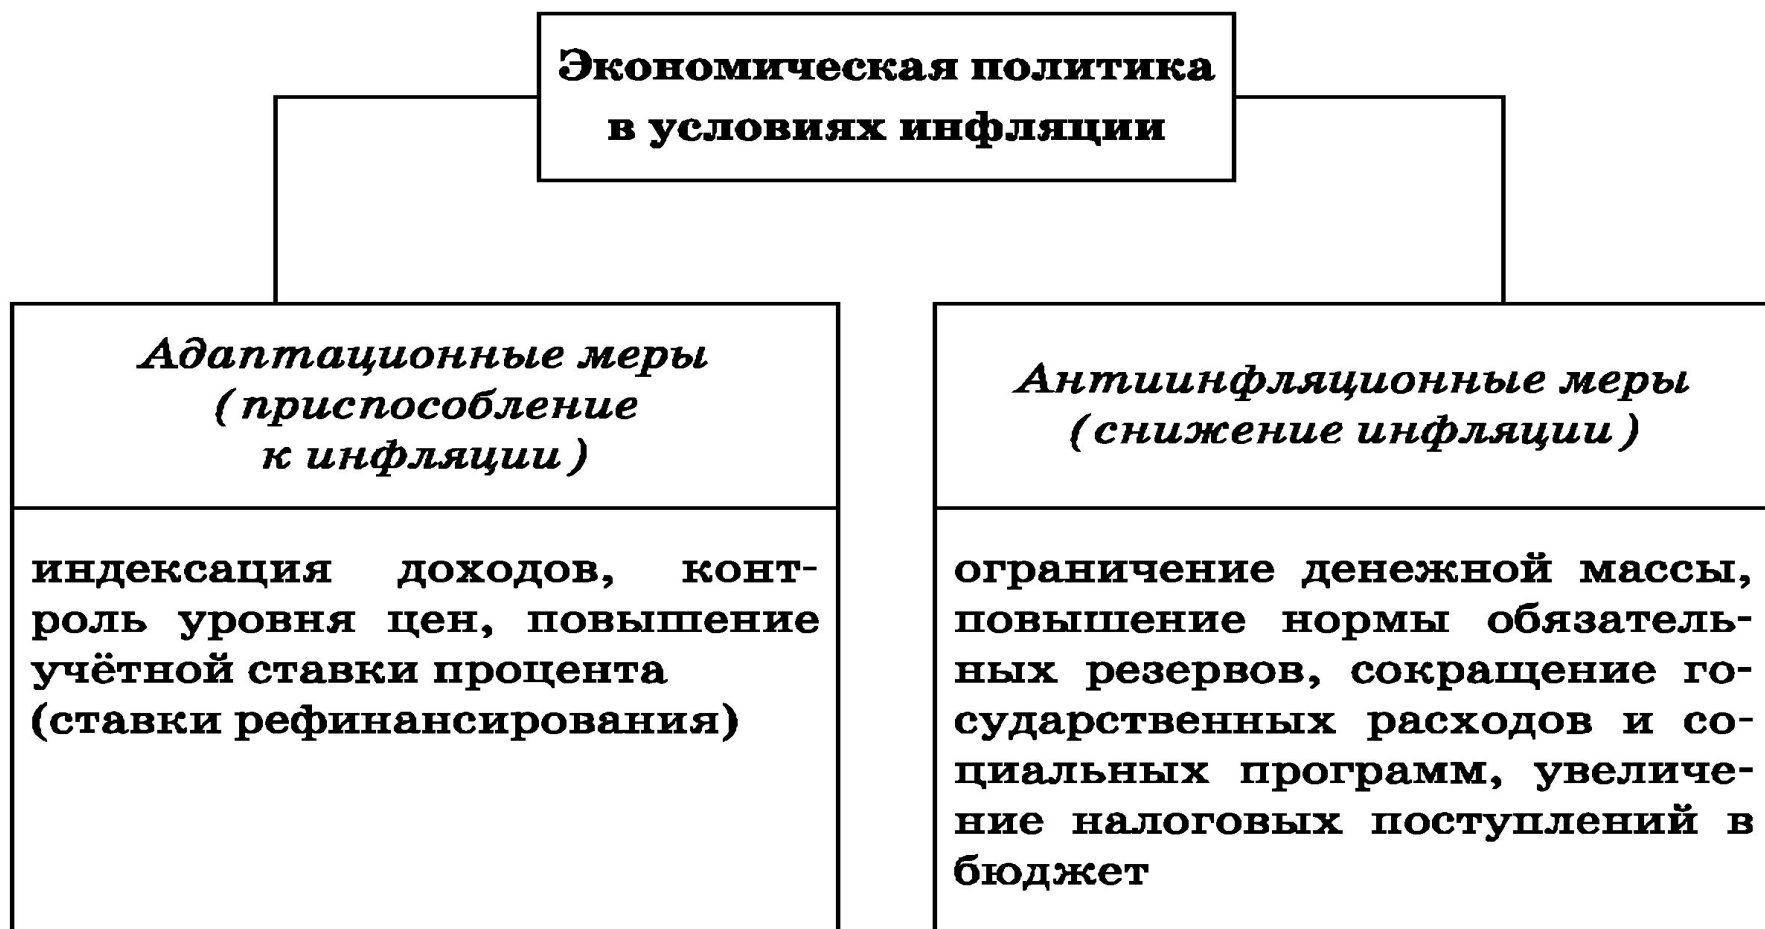 Экономическая политика
в условиях инфляции
Адаптационные меры
(приспособление
к инфляции)
индексация доходов, конт-
роль уровня цен, повышение
учётной ставки процента
(ставки рефинансирования)
Антиинфляционные меры
(снижение инфляции)
ограничение денежной массы,
повышение нормы обязатель-
ных резервов, сокращение го-
сударственных расходов и со-
циальных программ, увеличе-
ние налоговых поступлений в
бюджет